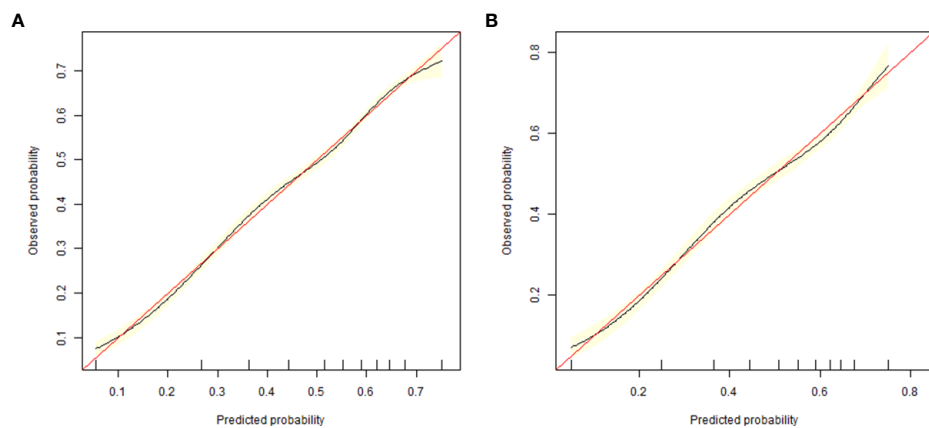 A
Observed probability
0.7
0.6
0.5
0.4
0.3
0.2
0.1
0.1 0.2 0.3 0.4 0.5 0.6 0.7
Predicted probability
B
Observed probability
0.8
0.6
0.4
0.2
0.2 0.4 0.6 0.8
Predicted probability